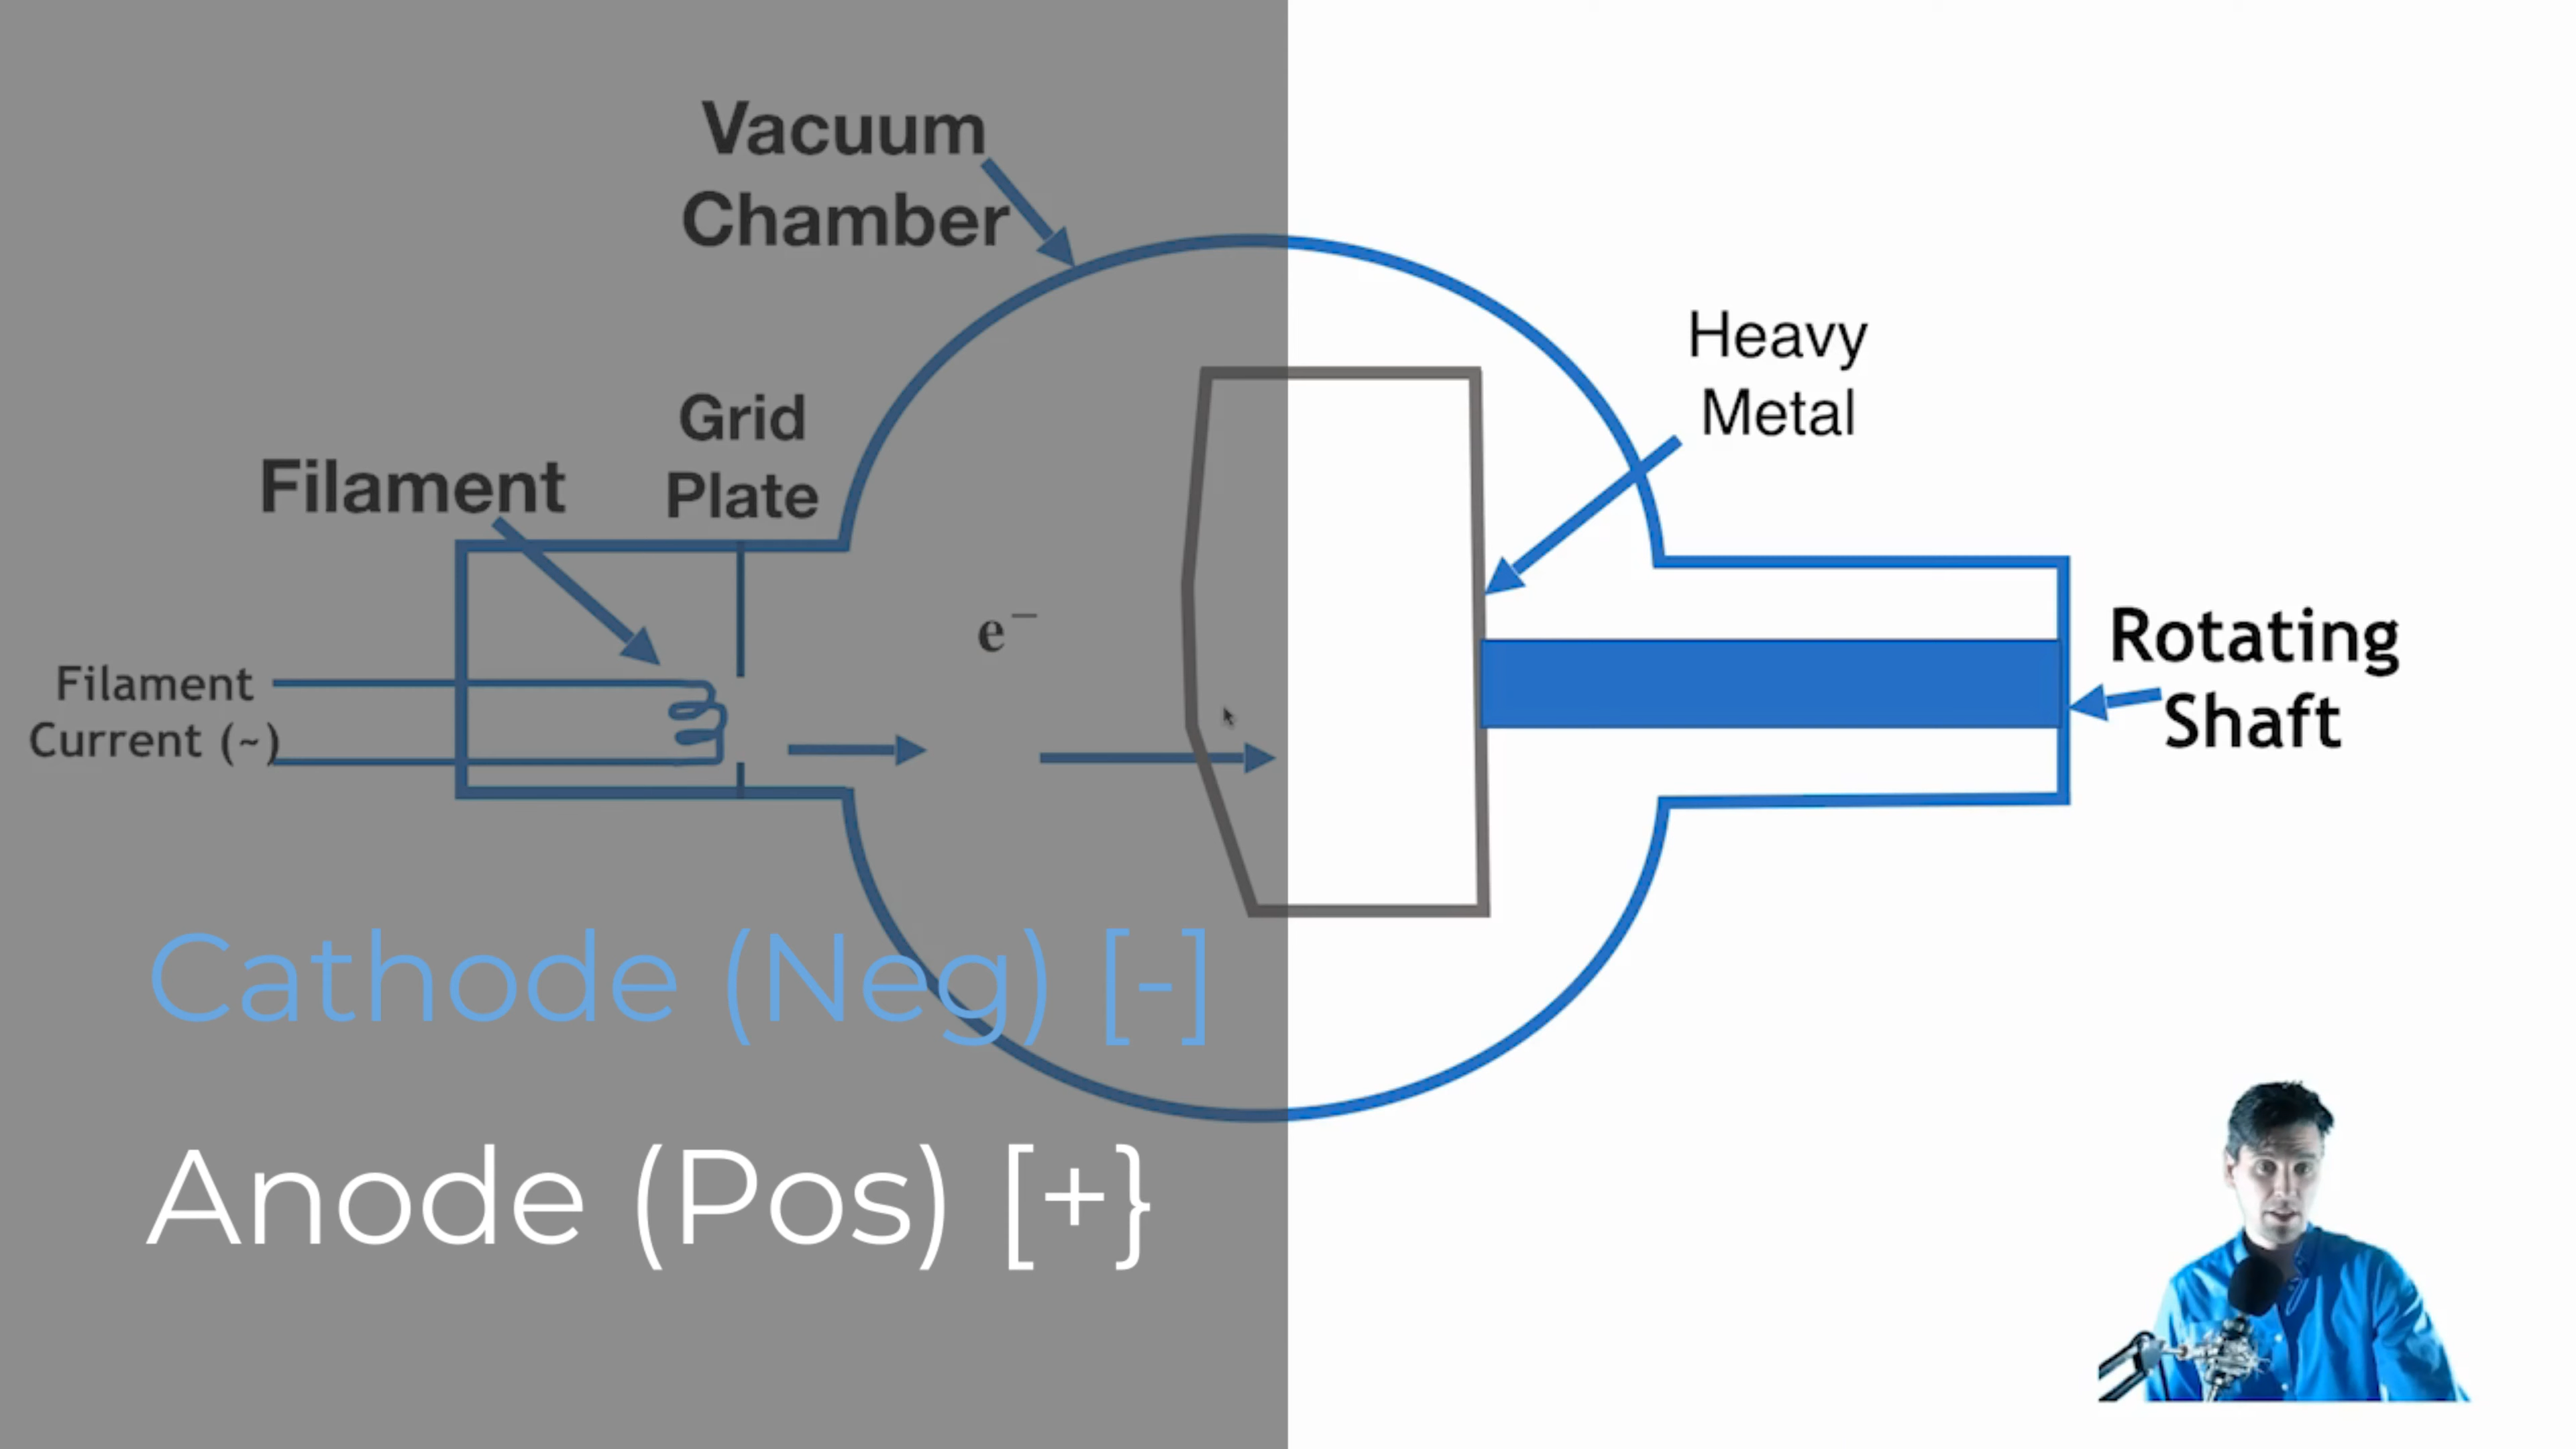 Vacuum
Chamber
Heavy
Metal
Grid
Plate
Filament
e⁻
Filament
Current (~)
Rotating
Shaft
Cathode (Neg) [-]
Anode (Pos) [+}